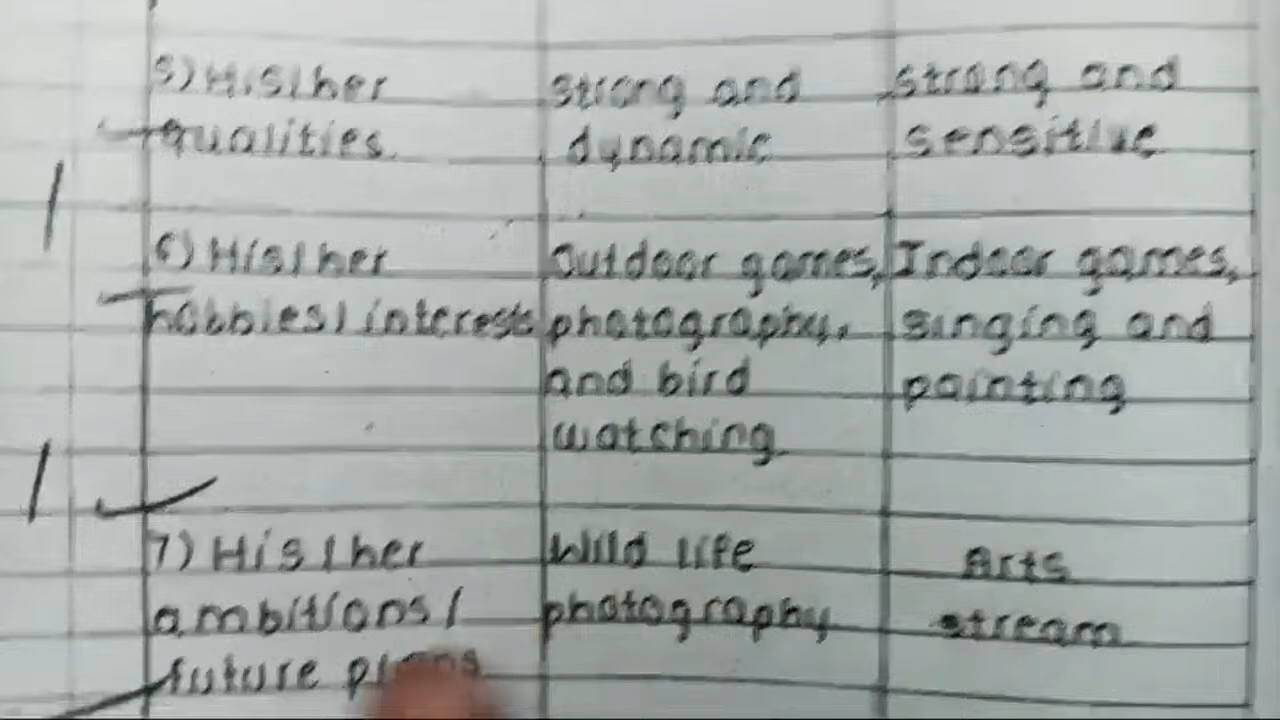 5) His/her strong and strong and
qualities. dynamic sensitive
6) His/her Outdoor games, Indoor games,
hobbies/interests photography, singing and
and bird painting
watching
7) His/her Wild life Arts
ambitions/ photography stream
future plans